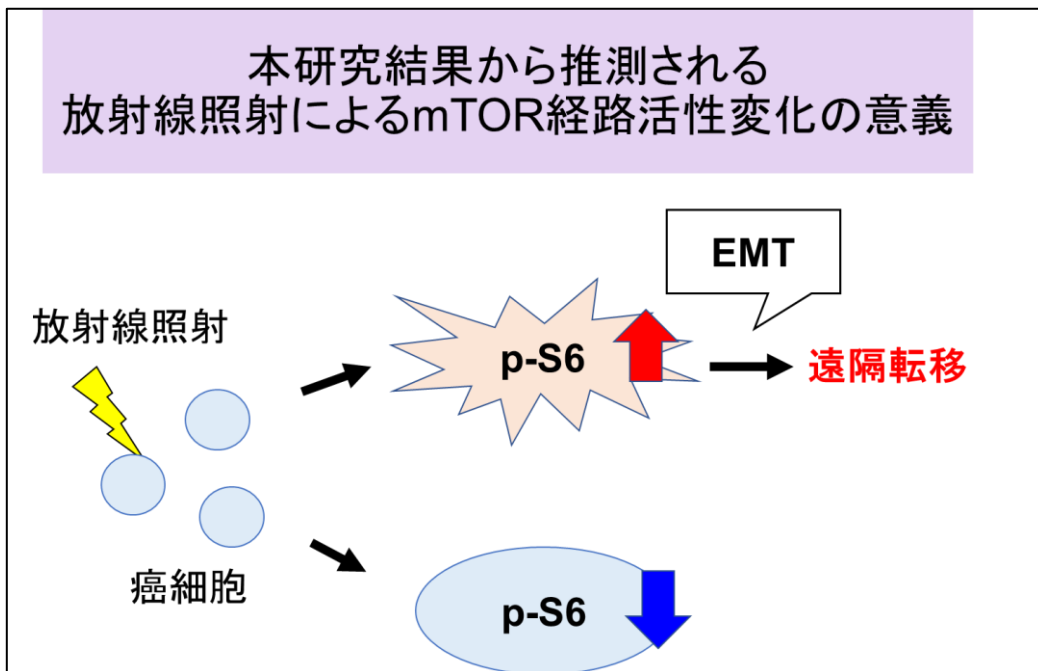 本研究結果から推測される
放射線照射によるmTOR経路活性変化の意義
EMT
放射線照射
p-S6
遠隔転移
癌細胞
p-S6